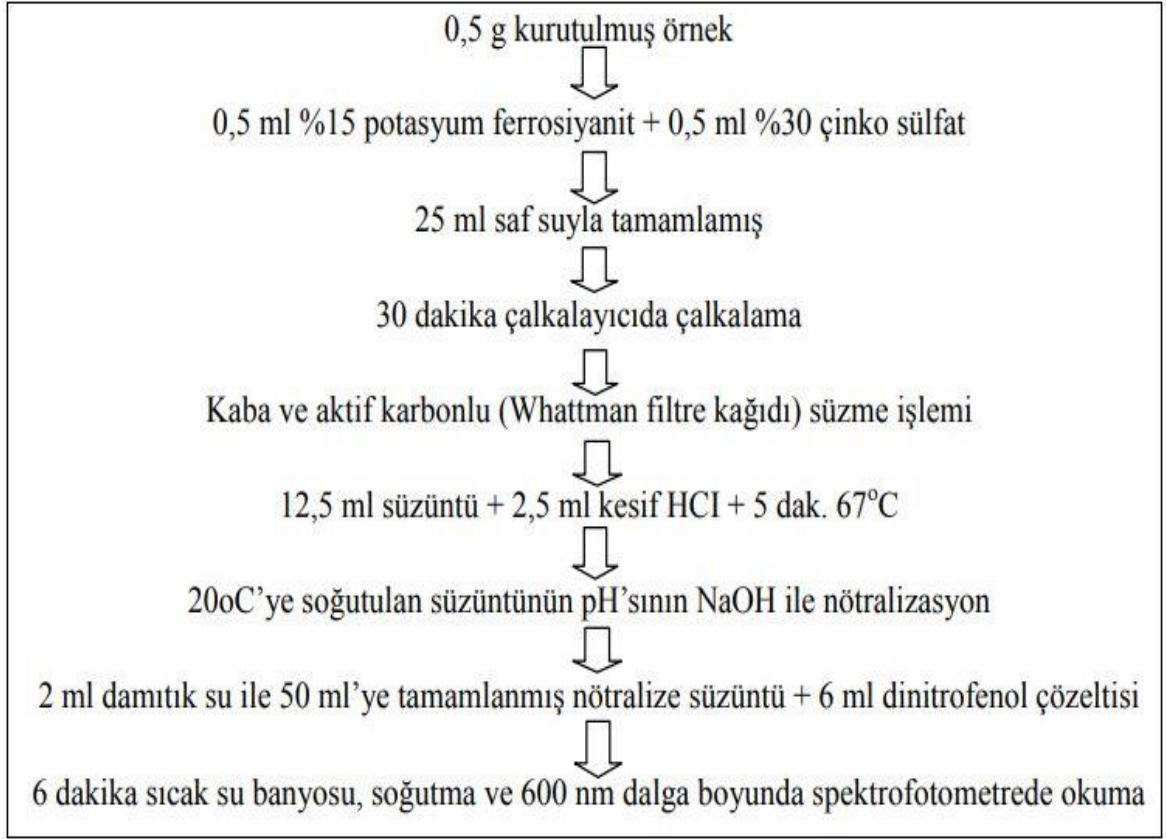 0,5 g kurutulmuş örnek
0,5 ml %15 potasyum ferrosiyanit + 0,5 ml %30 çinko sülfat
25 ml saf suyla tamamlamış
30 dakika çalkalayıcıda çalkalama
Kaba ve aktif karbonlu (Whattman filtre kağıdı) süzme işlemi
12,5 ml süzüntü + 2,5 ml kesif HCI + 5 dak. 67°C
20oC’ye soğutulan süzüntünün pH’sının NaOH ile nötralizasyon
2 ml damıtık su ile 50 ml’ye tamamlanmış nötralize süzüntü + 6 ml dinitrofenol çözeltisi
6 dakika sıcak su banyosu, soğutma ve 600 nm dalga boyunda spektrofotometrede okuma